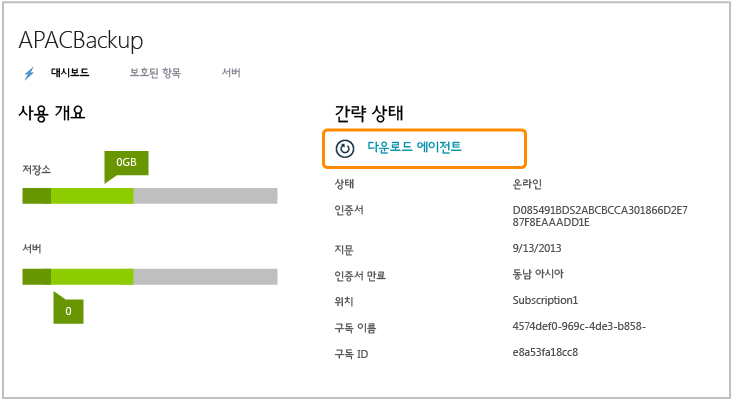 APACBackup
대시보드 보호된 항목 서버
사용 개요
저장소
0GB
서버
0
간략 상태
다운로드 에이전트
상태 온라인
인증서 D085491BDS2ABCBCCA301866D2E7
87F8EAAADD1E
지문 9/13/2013
인증서 만료 동남 아시아
위치 Subscription1
구독 이름 4574def0-969c-4de3-b858-
구독 ID e8a53fa18cc8